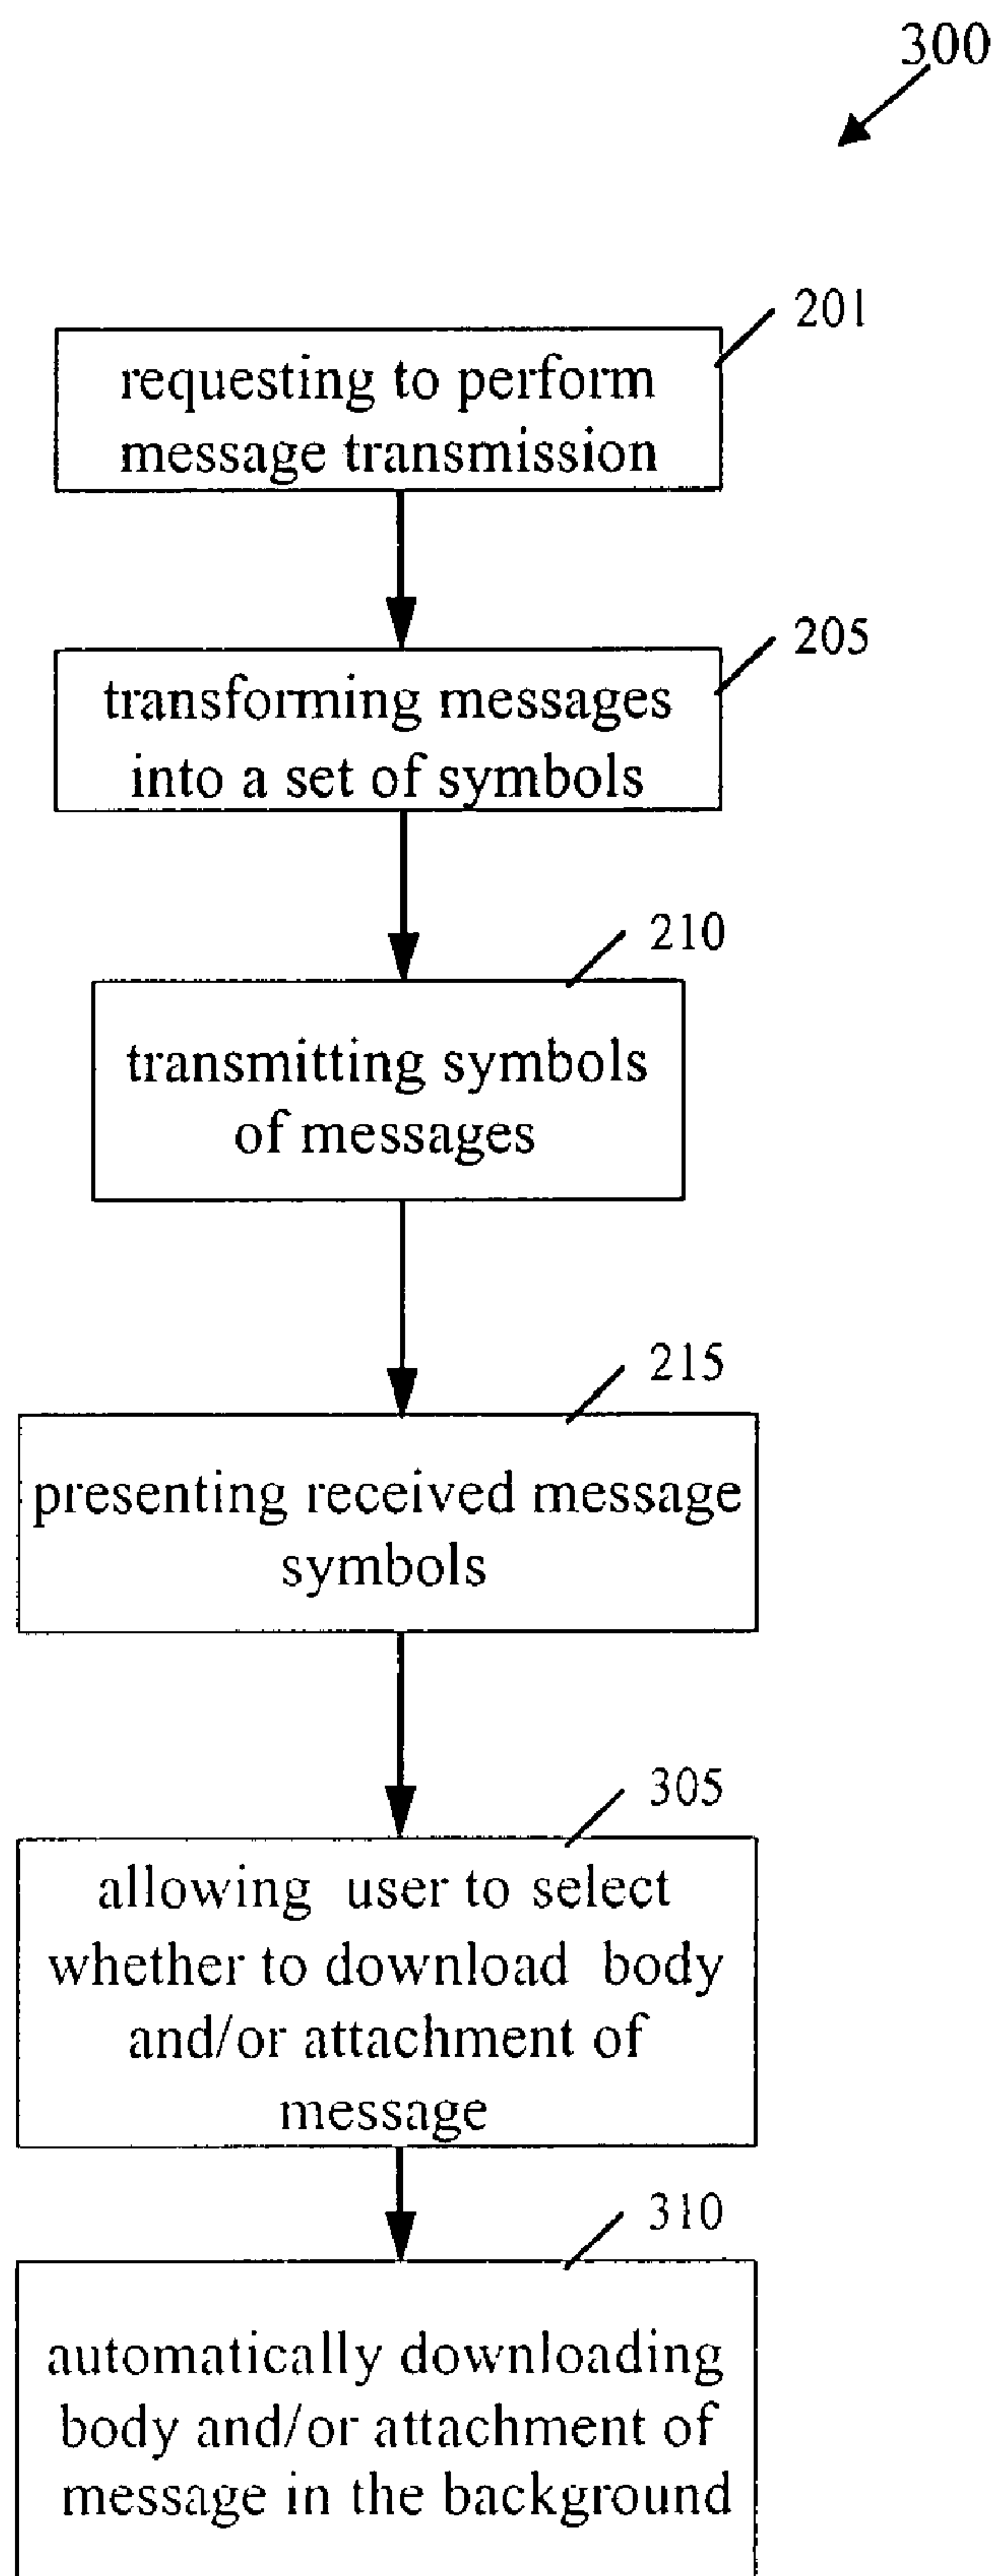 300
201
requesting to perform
message transmission
205
transforming messages
into a set of symbols
210
transmitting symbols
of messages
215
presenting received message
symbols
305
allowing user to select
whether to download body
and/or attachment of
message
310
automatically downloading
body and/or attachment of
message in the background